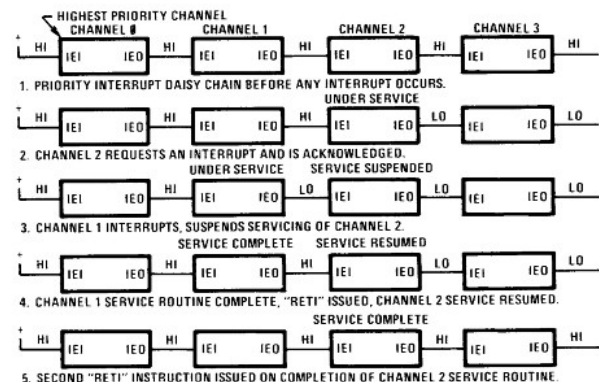 HIGHEST PRIORITY CHANNEL
CHANNEL 0 CHANNEL 1 CHANNEL 2 CHANNEL 3
+ HI IEI IEO HI IEI IEO HI IEI IEO HI IEI IEO HI
1. PRIORITY INTERRUPT DAISY CHAIN BEFORE ANY INTERRUPT OCCURS.
UNDER SERVICE
+ HI IEI IEO HI IEI IEO HI IEI IEO LO IEI IEO LO
2. CHANNEL 2 REQUESTS AN INTERRUPT AND IS ACKNOWLEDGED.
UNDER SERVICE SERVICE SUSPENDED
+ HI IEI IEO HI IEI IEO LO IEI IEO LO IEI IEO LO
3. CHANNEL 1 INTERRUPTS, SUSPENDS SERVICING OF CHANNEL 2.
SERVICE COMPLETE SERVICE RESUMED
+ HI IEI IEO HI IEI IEO HI IEI IEO LO IEI IEO LO
4. CHANNEL 1 SERVICE ROUTINE COMPLETE, "RETI" ISSUED, CHANNEL 2 SERVICE RESUMED.
SERVICE COMPLETE
+ HI IEI IEO HI IEI IEO HI IEI IEO HI IEI IEO HI
5. SECOND "RETI" INSTRUCTION ISSUED ON COMPLETION OF CHANNEL 2 SERVICE ROUTINE.